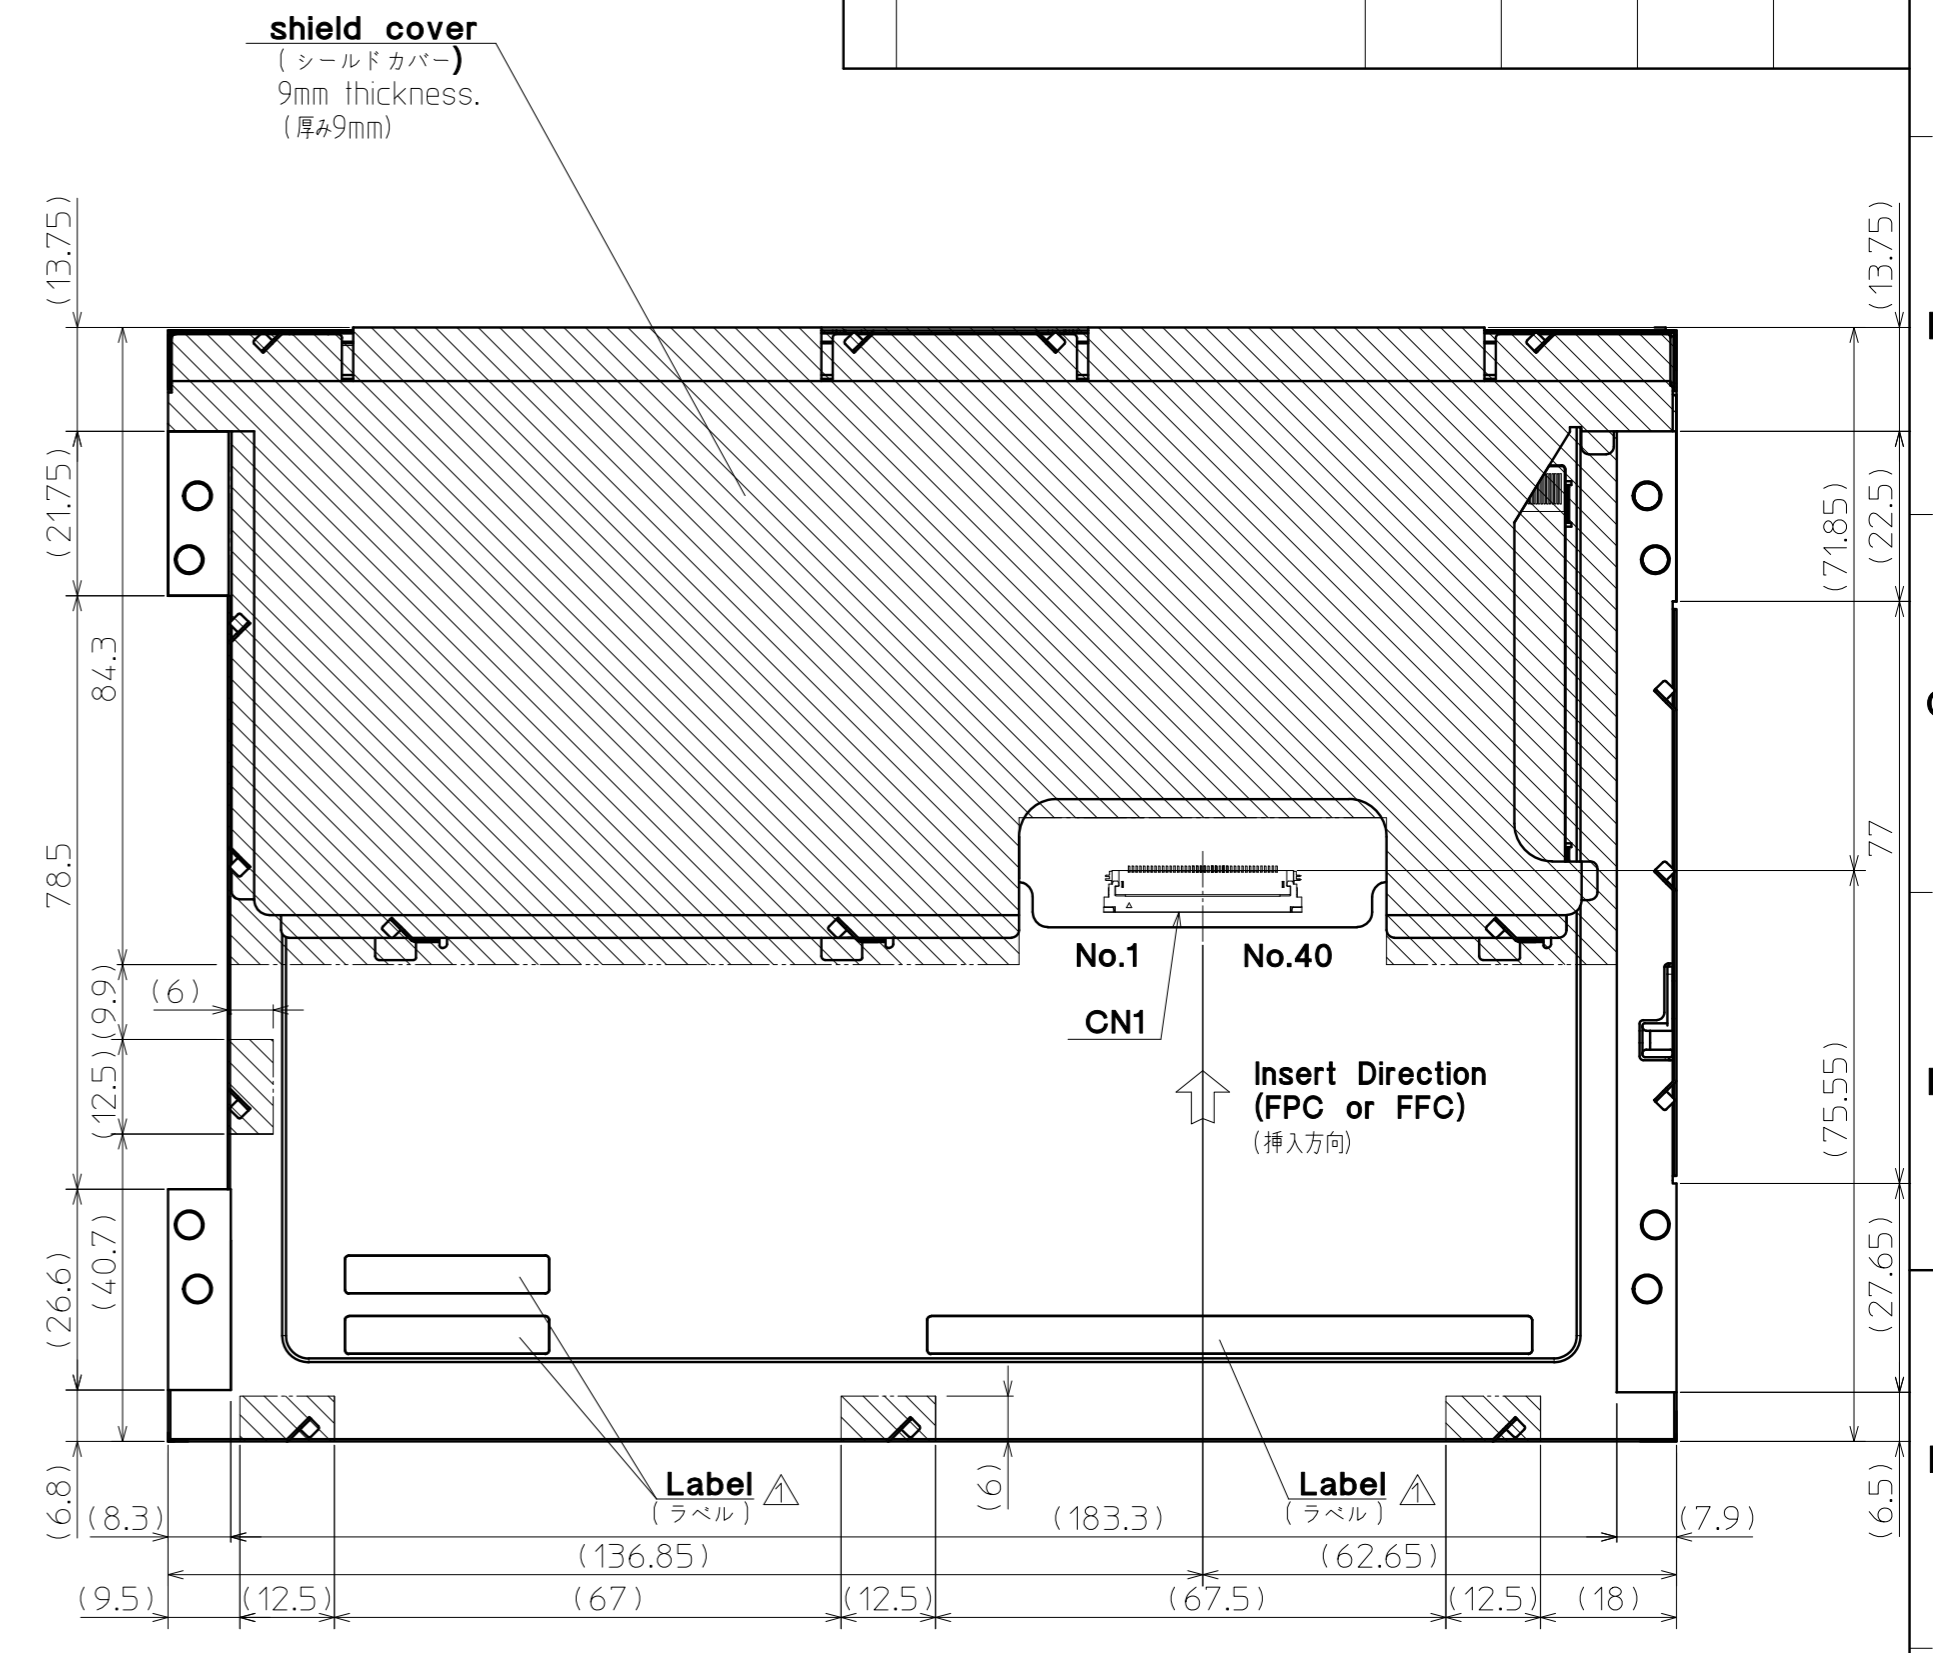 shield cover
(シールドカバー)
9mm thickness.
(厚み9mm)
(13.75)
(13.75)
(21.75)
84.3
78.5
(71.85)
(22.5)
77
No.1
No.40
CN1
(6)
(9.9)
(12.5)
Insert Direction
(FPC or FFC)
(挿入方向)
(75.55)
(40.7)
(26.6)
(27.65)
Label 1
(ラベル)
(6)
Label 1
(ラベル)
(6.8)
(6.5)
(8.3)
(183.3)
(7.9)
(136.85)
(62.65)
(9.5)
(12.5)
(67)
(12.5)
(67.5)
(12.5)
(18)